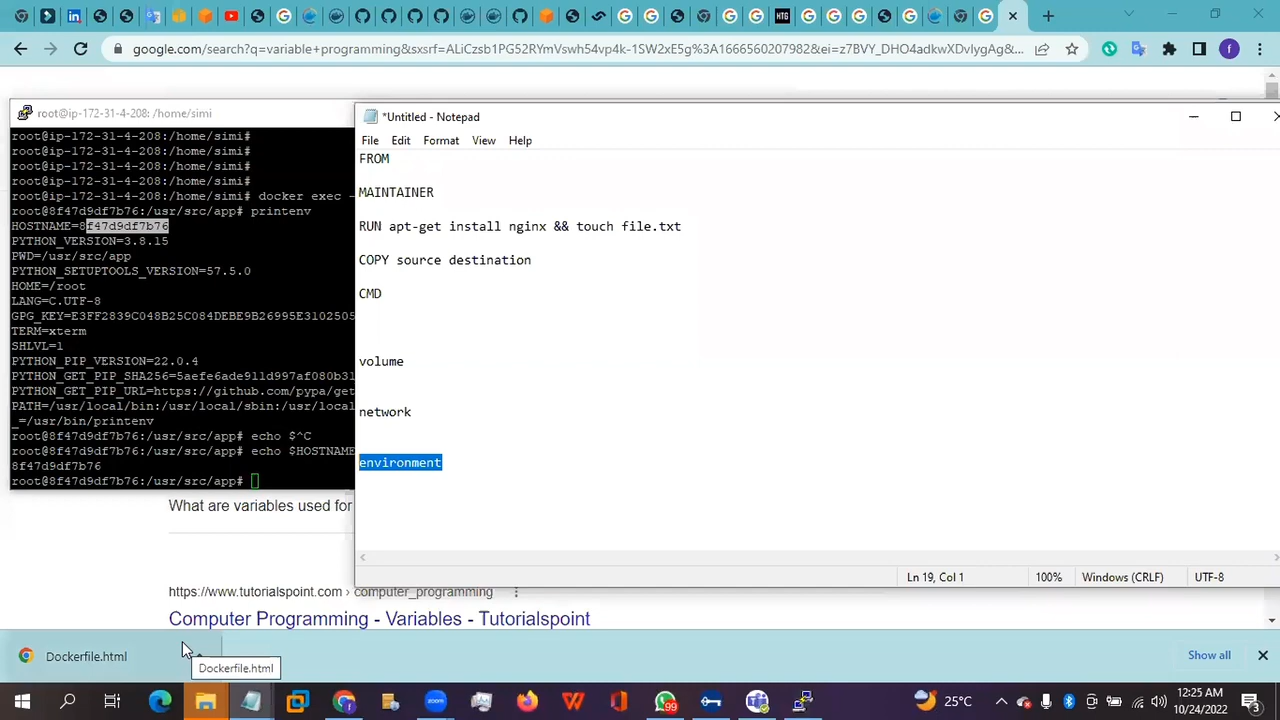 google.com/search?q=variable+programming&sxsrf=ALiCzsb1PG52RYmVswh54vp4k-1SW2xE5g%3A1666560207982&ei=z7BVY_DHO4adkwXDvIygAg&...
root@ip-172-31-4-208: /home/simi
root@ip-172-31-4-208:/home/simi#
root@ip-172-31-4-208:/home/simi#
root@ip-172-31-4-208:/home/simi#
root@ip-172-31-4-208:/home/simi#
root@ip-172-31-4-208:/home/simi# docker exec -
root@8f47d9df7b76:/usr/src/app# printenv
HOSTNAME=8f47d9df7b76
PYTHON_VERSION=3.8.15
PWD=/usr/src/app
PYTHON_SETUPTOOLS_VERSION=57.5.0
HOME=/root
LANG=C.UTF-8
GPG_KEY=E3FF2839C048B25C084DEBE9B26995E3102505
TERM=xterm
SHLVL=1
PYTHON_PIP_VERSION=22.0.4
PYTHON_GET_PIP_SHA256=5aefe6ade911d997af080b31
PYTHON_GET_PIP_URL=https://github.com/pypa/get
PATH=/usr/local/bin:/usr/local/sbin:/usr/local
_=/usr/bin/printenv
root@8f47d9df7b76:/usr/src/app# echo $^C
root@8f47d9df7b76:/usr/src/app# echo $HOSTNAME
8f47d9df7b76
root@8f47d9df7b76:/usr/src/app#
*Untitled - Notepad
File Edit Format View Help
FROM
MAINTAINER
RUN apt-get install nginx && touch file.txt
COPY source destination
CMD
volume
network
environment
Ln 19, Col 1 100% Windows (CRLF) UTF-8
What are variables used for
https://www.tutorialspoint.com › computer_programming
Computer Programming - Variables - Tutorialspoint
Dockerfile.html
Dockerfile.html
Show all
25°C
12:25 AM
10/24/2022